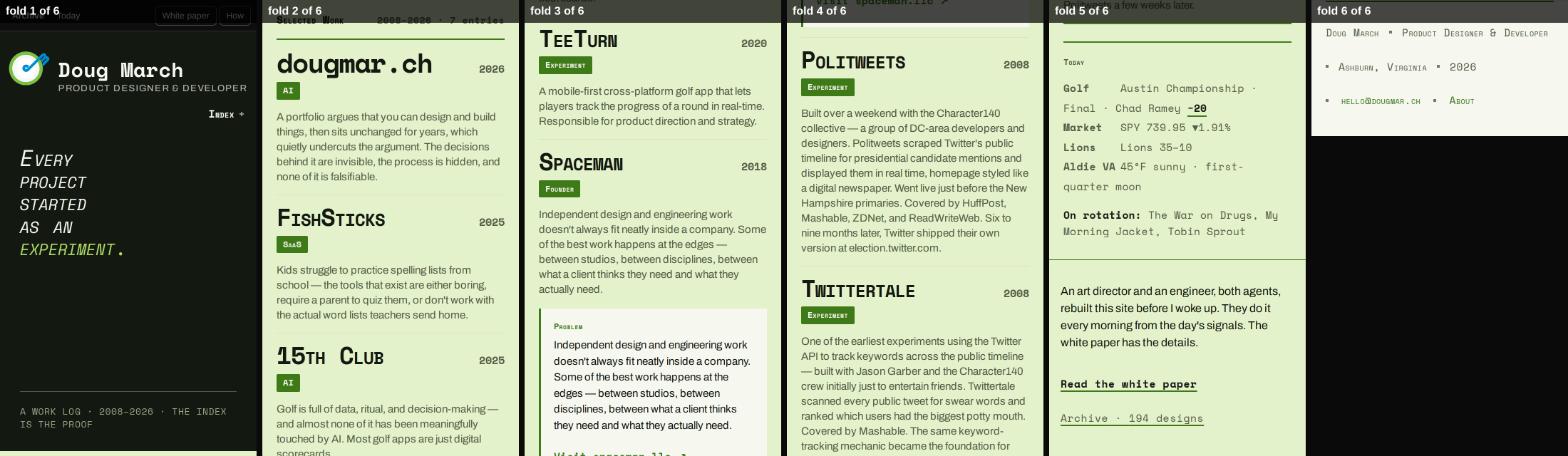 fold 1 of 6
Today
White paper
How
Doug March
PRODUCT DESIGNER & DEVELOPER
Index ÷
Every
project
started
as an
experiment.
A WORK LOG · 2008–2026 · THE INDEX
IS THE PROOF
fold 2 of 6
Selected Work
2008–2026 · 7 entries
dougmar.ch
2026
AI
A portfolio argues that you can design and build
things, then sits unchanged for years, which
quietly undercuts the argument. The decisions
behind it are invisible, the process is hidden, and
none of it is falsifiable.
FishSticks
2025
SaaS
Kids struggle to practice spelling lists from
school — the tools that exist are either boring,
require a parent to quiz them, or don't work with
the actual word lists teachers send home.
15th Club
2025
AI
Golf is full of data, ritual, and decision-making —
and almost none of it has been meaningfully
touched by AI. Most golf apps are just digital
scorecards.
fold 3 of 6
TeeTurn
2020
Experiment
A mobile-first cross-platform golf app that lets
players track the progress of a round in real-time.
Responsible for product direction and strategy.
Spaceman
2018
Founder
Independent design and engineering work
doesn't always fit neatly inside a company. Some
of the best work happens at the edges —
between studios, between disciplines, between
what a client thinks they need and what they
actually need.
Problem
Independent design and engineering work
doesn't always fit neatly inside a company.
Some of the best work happens at the
edges — between studios, between
disciplines, between what a client thinks
they need and what they actually need.
Visit spaceman.llc ↗
fold 4 of 6
Visit spaceman.llc ↗
Politweets
2008
Experiment
Built over a weekend with the Character140
collective — a group of DC-area developers and
designers. Politweets scraped Twitter's public
timeline for presidential candidate mentions and
displayed them in real time, homepage styled like
a digital newspaper. Went live just before the New
Hampshire primaries. Covered by HuffPost,
Mashable, ZDNet, and ReadWriteWeb. Six to
nine months later, Twitter shipped their own
version at election.twitter.com.
Twittertale
2008
Experiment
One of the earliest experiments using the Twitter
API to track keywords across the public timeline
— built with Jason Garber and the Character140
crew initially just to entertain friends. Twittertale
scanned every public tweet for swear words and
ranked which users had the biggest potty mouth.
Covered by Mashable. The same keyword-
tracking mechanic became the foundation for
fold 5 of 6
Politweets a few weeks later.
Today
Golf Austin Championship ·
Final · Chad Ramey -20
Market SPY 739.95 ▼1.91%
Lions Lions 35–10
Aldie VA 45°F sunny · first-
quarter moon
On rotation: The War on Drugs, My
Morning Jacket, Tobin Sprout
An art director and an engineer, both agents,
rebuilt this site before I woke up. They do it
every morning from the day's signals. The
white paper has the details.
Read the white paper
Archive · 194 designs
fold 6 of 6
Doug March ▪ Product Designer & Developer
▪ Ashburn, Virginia ▪ 2026
▪ hello@dougmar.ch ▪ About